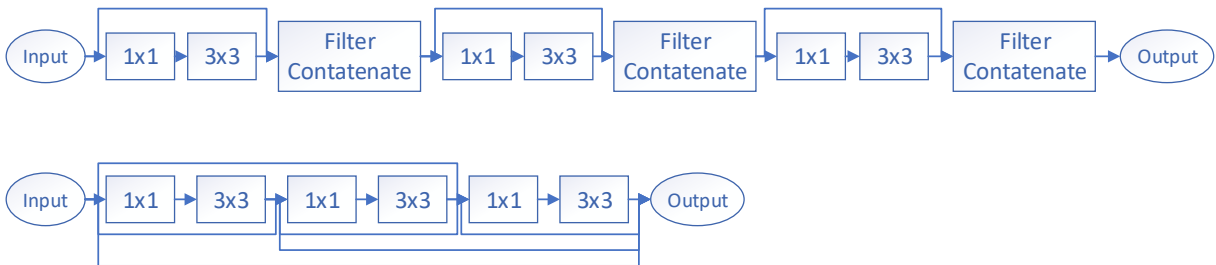 Input
1x1
3x3
Filter
Contatenate
1x1
3x3
Filter
Contatenate
1x1
3x3
Filter
Contatenate
Output
Input
1x1
3x3
1x1
3x3
1x1
3x3
Output